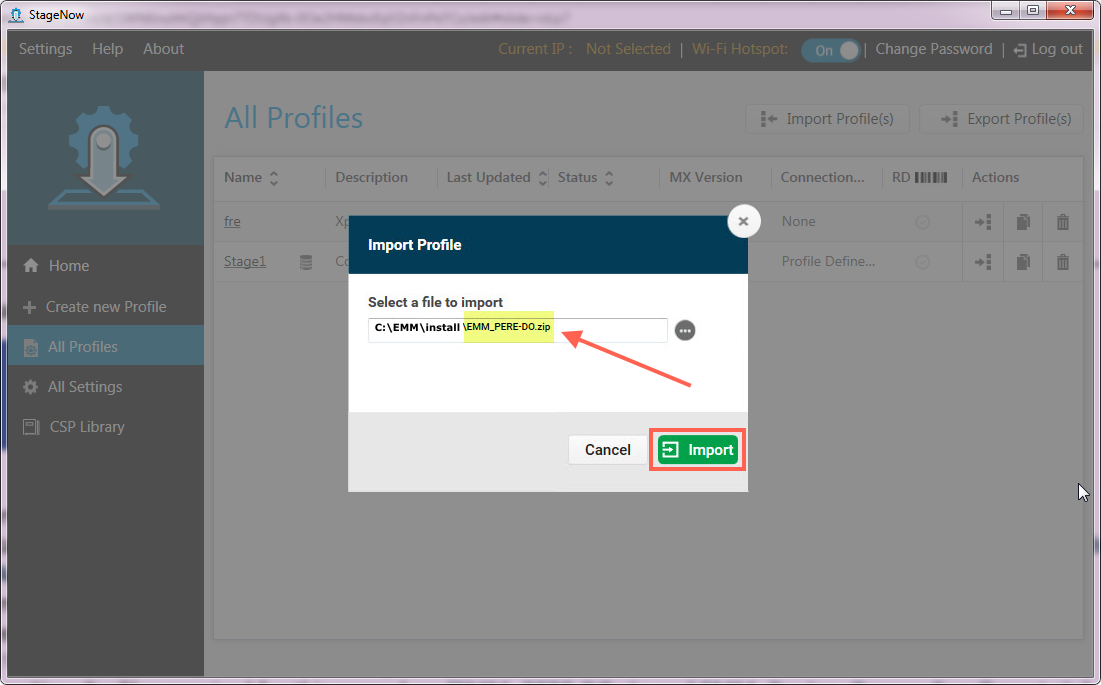 StageNow
Settings Help About Current IP : Not Selected | Wi-Fi Hotspot: On | Change Password | Log out
All Profiles
Import Profile(s) Export Profile(s)
Name Description Last Updated Status MX Version Connection... RD Actions
fre Xp None
Stage1 Co Profile Define...
Home
Create new Profile
All Profiles
All Settings
CSP Library
Import Profile
Select a file to import
C:\EMM\install \EMM_PERE-DO.zip
Cancel Import